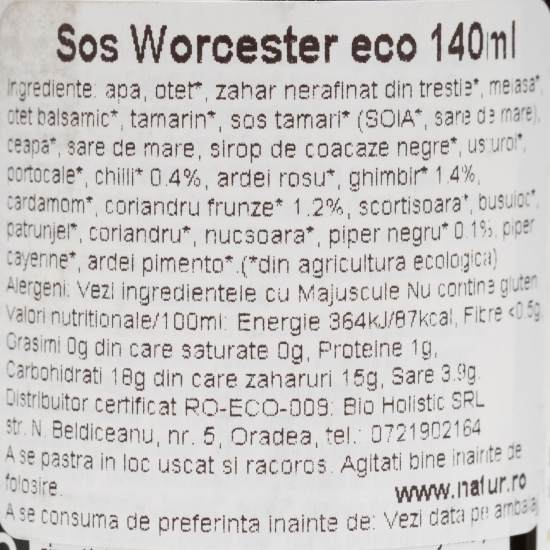 Sos Worcester eco 140ml
Ingrediente: apa, otet*, zahar nerafinat din trestie*, melasa*,
otet balsamic*, tamarin*, sos tamari* (SOIA*, sare de mare),
ceapa*, sare de mare, sirop de coacaze negre*, usturoi*,
portocale*, chilli* 0.4%, ardei rosu*, ghimbir* 1.4%,
cardamom*, coriandru frunze* 1.2%, scortisoara*, busuioc*,
patrunjel*, coriandru*, nucsoara*, piper negru* 0.1%, piper
cayenne*, ardei pimento*.(*din agricultura ecologica)
Alergeni: Vezi ingredientele cu Majuscule Nu contine gluten
Valori nutritionale/100ml: Energie 364kJ/87kcal, Fibre <0.5g,
Grasimi 0g din care saturate 0g, Proteine 1g,
Carbohidrati 18g din care zaharuri 15g, Sare 3.9g.
Distribuitor certificat RO-ECO-009: Bio Holistic SRL
str. N. Beldiceanu, nr. 5, Oradea, tel.: 0721902164
A se pastra in loc uscat si racoros. Agitati bine inainte de
folosire.
www.natur.ro
A se consuma de preferinta inainte de: Vezi data pe ambalaj